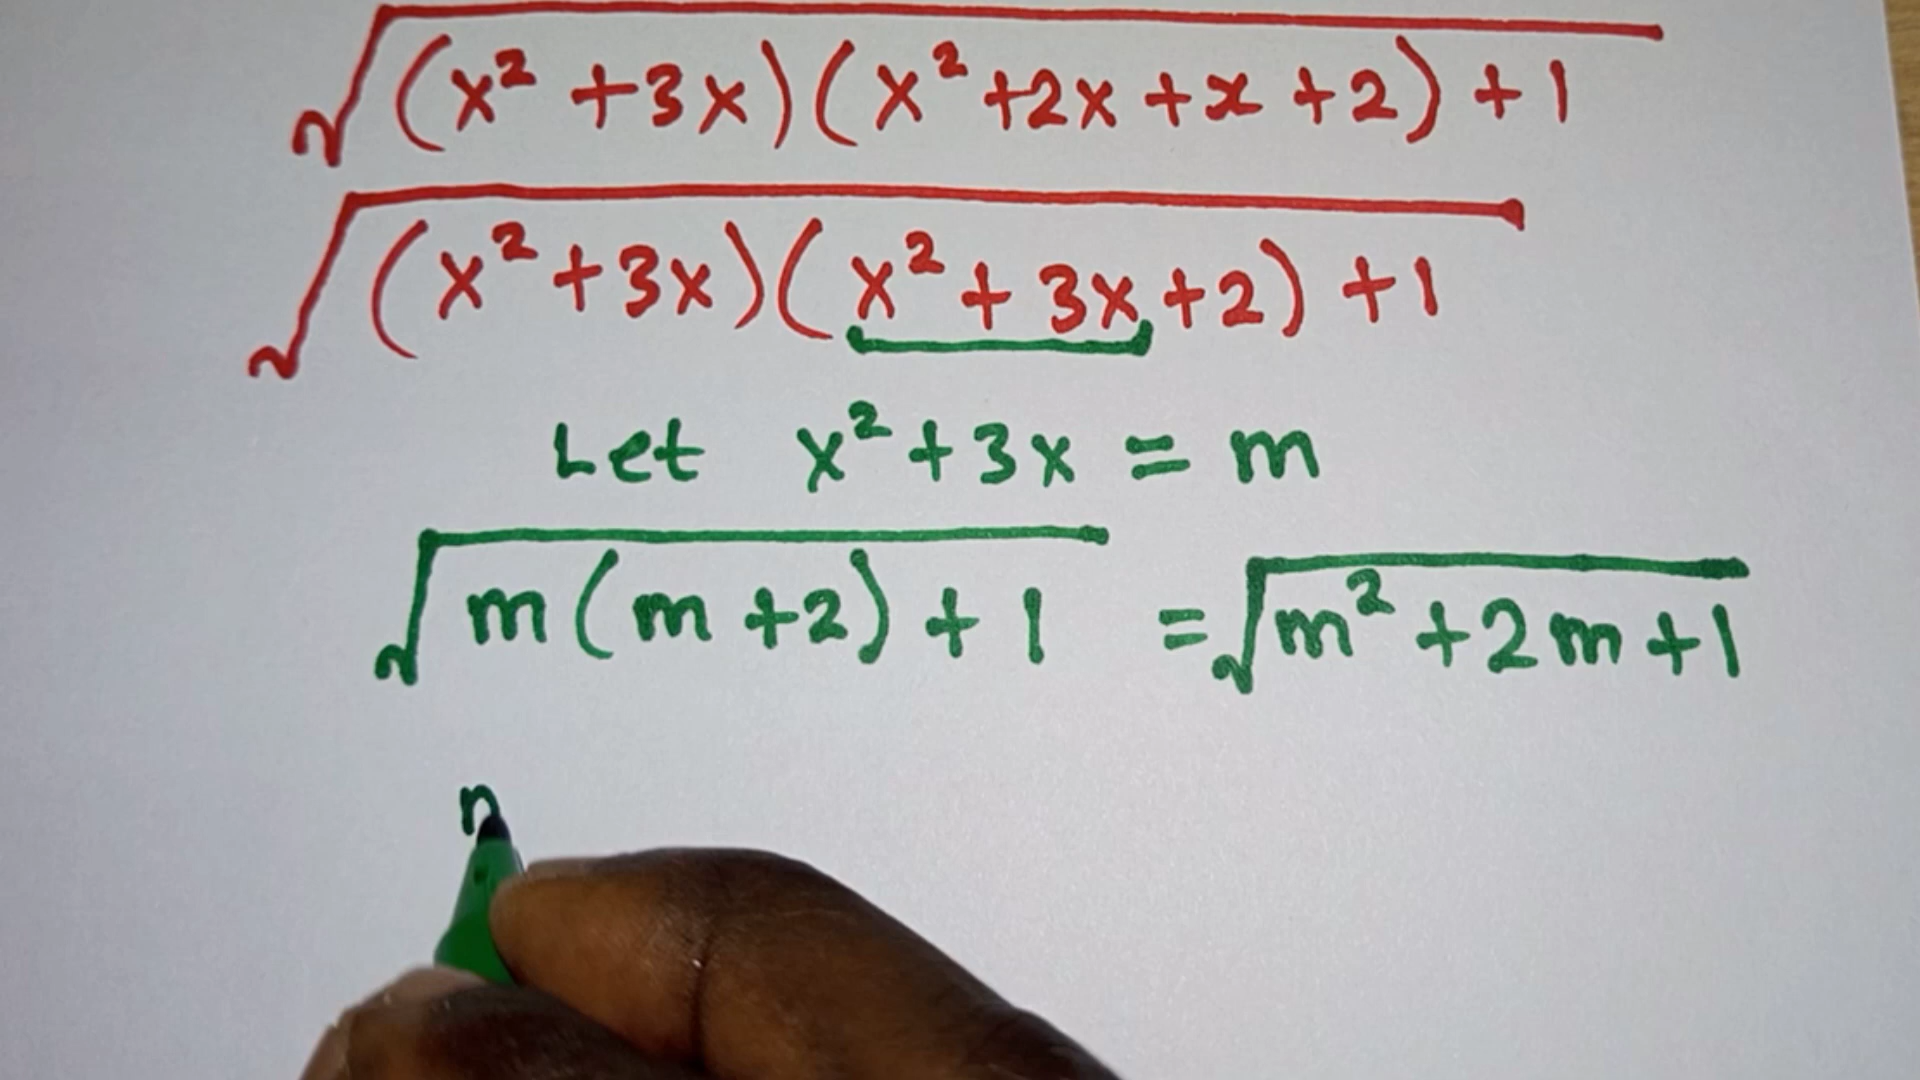 √(x² + 3x)(x² + 2x + x + 2) + 1
√(x² + 3x)(x² + 3x + 2) + 1
Let x² + 3x = m
√m(m + 2) + 1 = √m² + 2m + 1